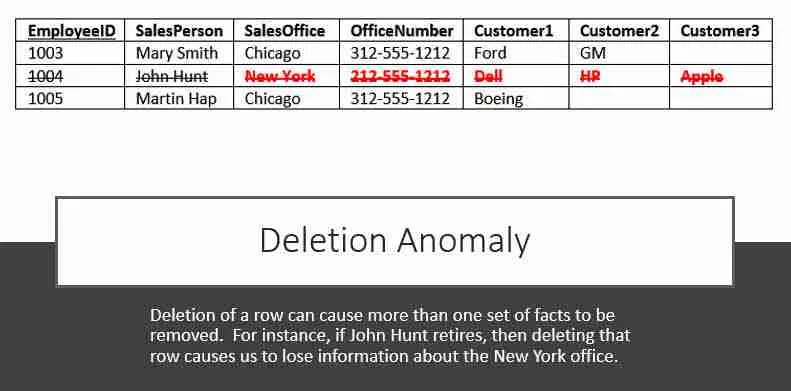 EmployeeID SalesPerson SalesOffice OfficeNumber Customer1 Customer2 Customer3
1003 Mary Smith Chicago 312-555-1212 Ford GM
1004 John Hunt New York 212-555-1212 Dell HP Apple
1005 Martin Hap Chicago 312-555-1212 Boeing
Deletion Anomaly
Deletion of a row can cause more than one set of facts to be
removed.  For instance, if John Hunt retires, then deleting that
row causes us to lose information about the New York office.